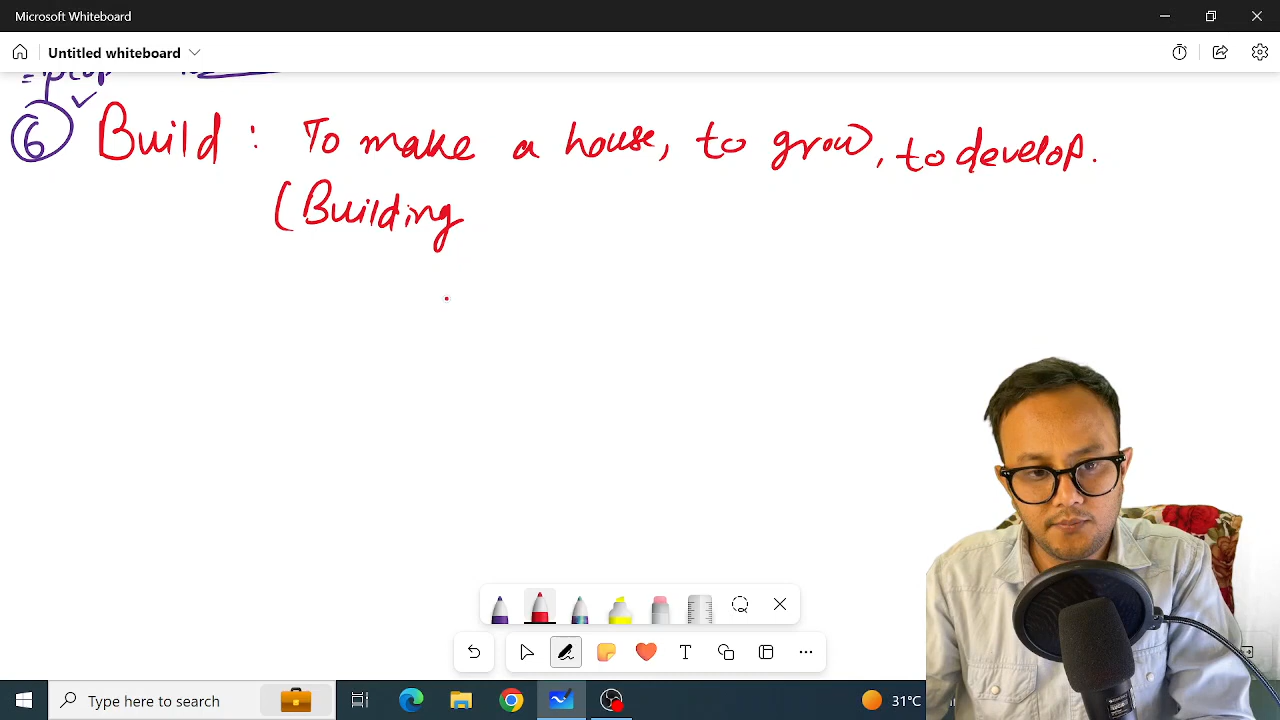 Microsoft Whiteboard
Untitled whiteboard
6 Build : To make a house, to grow, to develop.
(Building
Type here to search
31°C